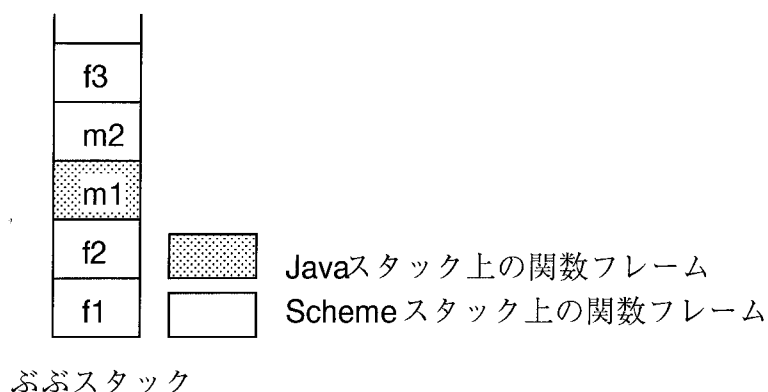 f3
m2
m1
f2
f1
Javaスタック上の関数フレーム
Schemeスタック上の関数フレーム
ぶぶスタック